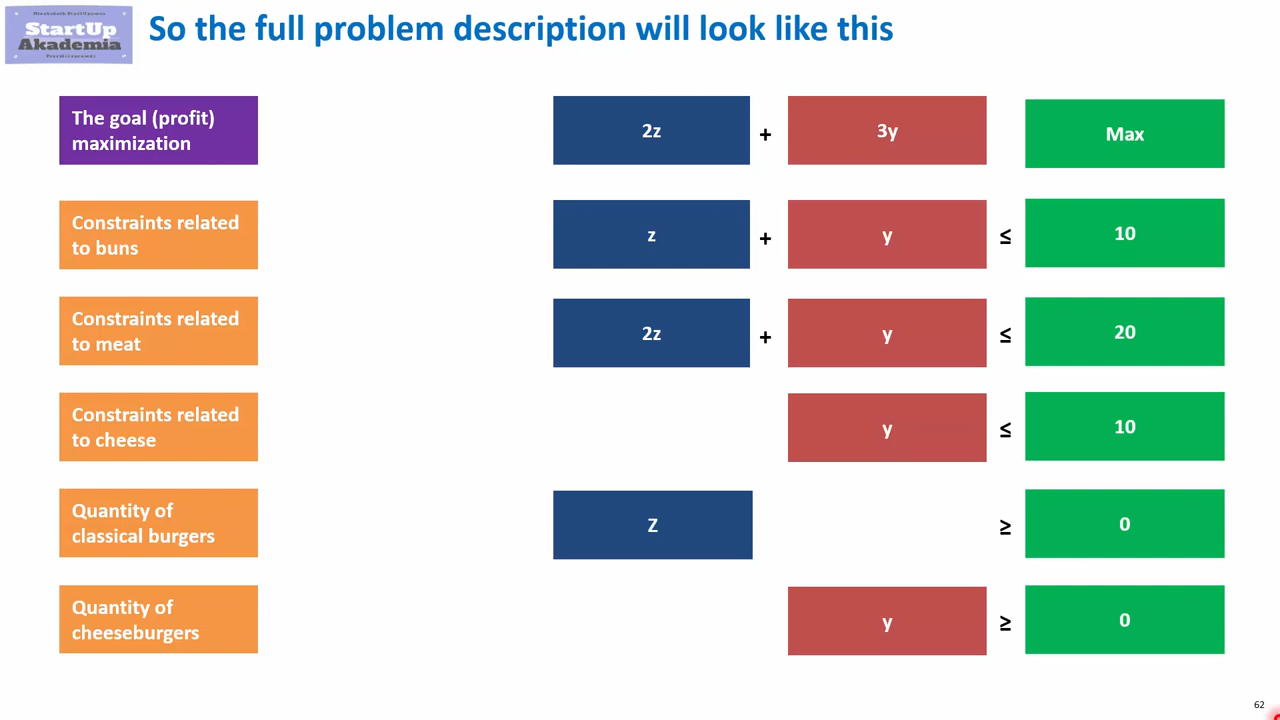 StartUp
Akademia
So the full problem description will look like this
The goal (profit)
maximization
2z + 3y Max
Constraints related
to buns
z + y ≤ 10
Constraints related
to meat
2z + y ≤ 20
Constraints related
to cheese
y ≤ 10
Quantity of
classical burgers
Z ≥ 0
Quantity of
cheeseburgers
y ≥ 0
62